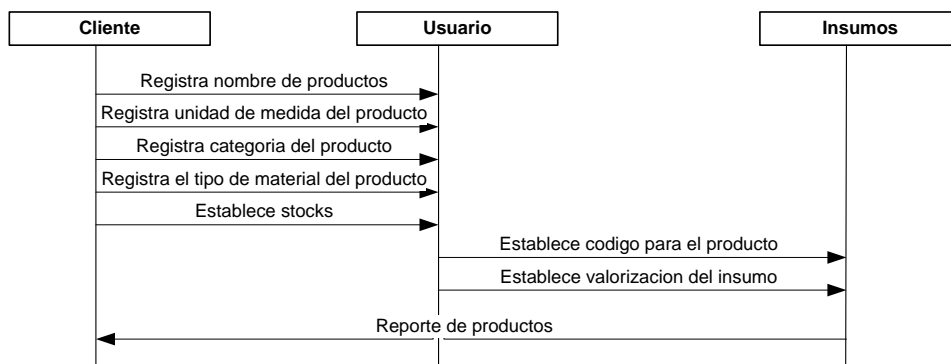 Cliente
Usuario
Insumos
Registra nombre de productos
Registra unidad de medida del producto
Registra categoria del producto
Registra el tipo de material del producto
Establece stocks
Establece codigo para el producto
Establece valorizacion del insumo
Reporte de productos